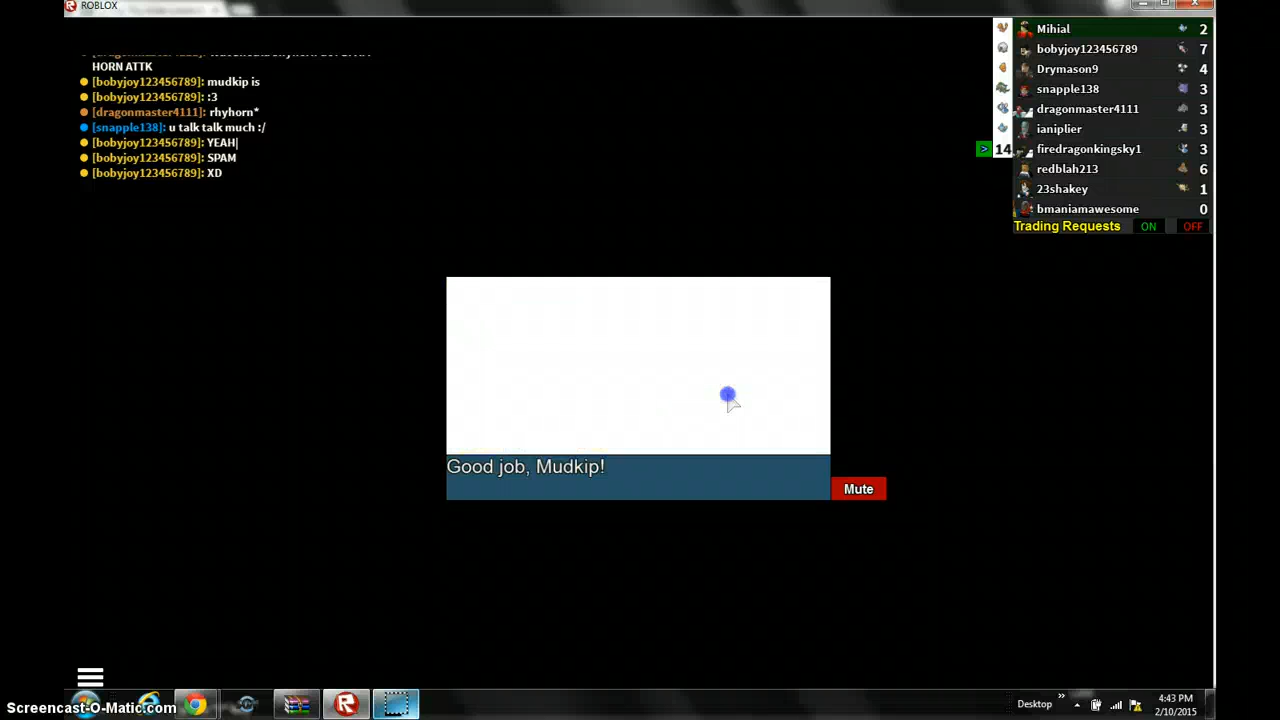 ROBLOX
HORN ATTK
[bobyjoy123456789]: mudkip is
[bobyjoy123456789]: :3
[dragonmaster4111]: rhyhorn*
[snapple138]: u talk talk much :/
[bobyjoy123456789]: YEAH|
[bobyjoy123456789]: SPAM
[bobyjoy123456789]: XD
Mihial 2
bobyjoy123456789 7
Drymason9 4
snapple138 3
dragonmaster4111 3
ianiplier 3
> 14 firedragonkingsky1 3
redblah213 6
23shakey 1
bmaniamawesome 0
Trading Requests ON OFF
Good job, Mudkip!
Mute
Screencast-O-Matic.com
Desktop
4:43 PM
2/10/2015